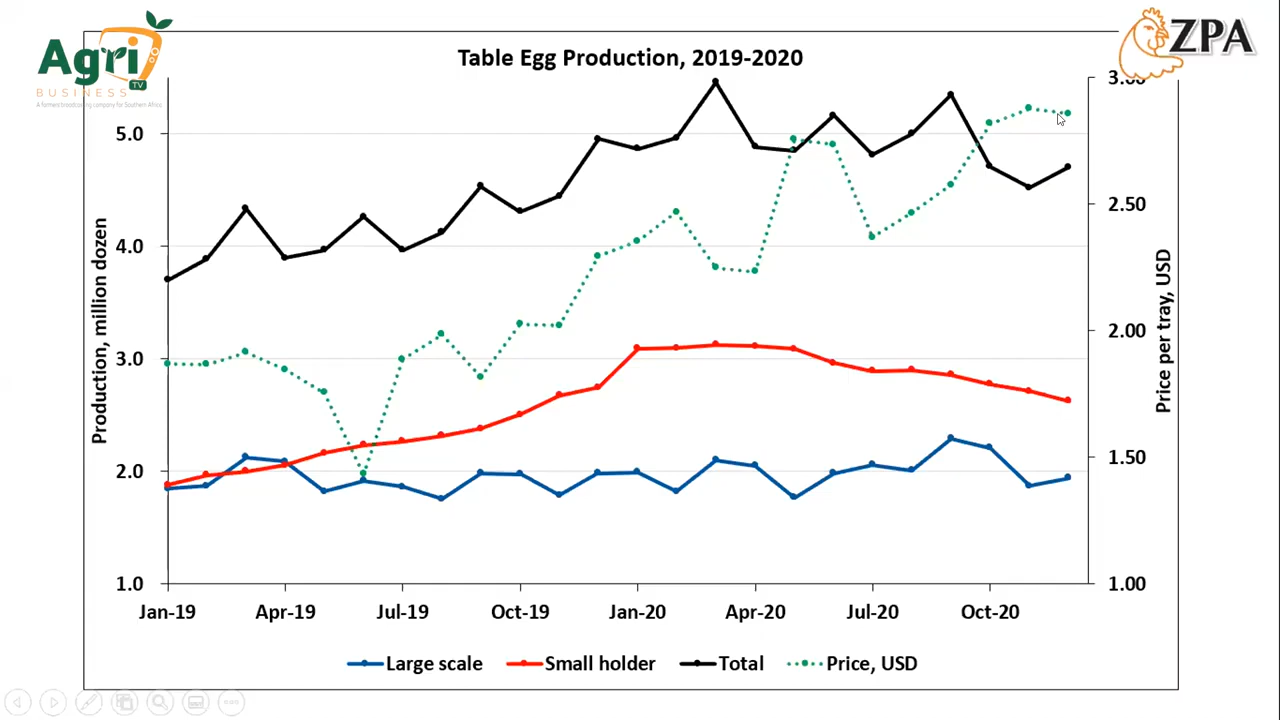 Agri
BUSINESS TV
A farmers broadcasting company for Southern Africa
ZPA
Table Egg Production, 2019-2020
Production, million dozen
5.0
4.0
3.0
2.0
1.0
3.00
2.50
2.00
1.50
1.00
Price per tray, USD
Jan-19 Apr-19 Jul-19 Oct-19 Jan-20 Apr-20 Jul-20 Oct-20
Large scale Small holder Total Price, USD